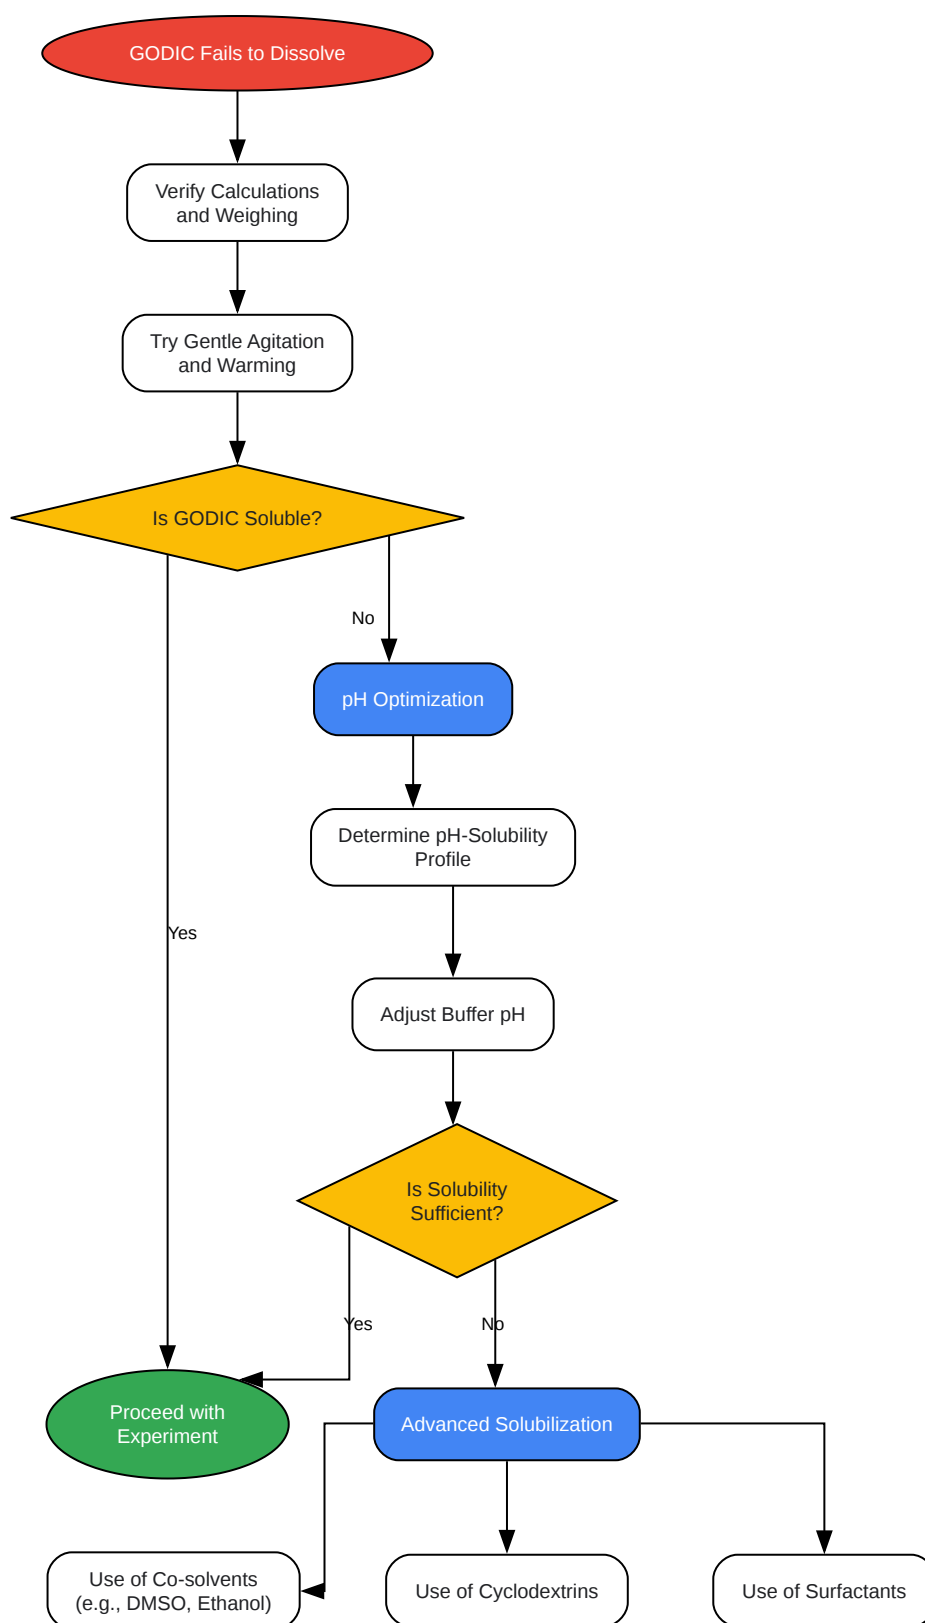 GODIC Fails to Dissolve
Verify Calculations
and Weighing
Try Gentle Agitation
and Warming
Is GODIC Soluble?
No
pH Optimization
Determine pH-Solubility
Profile
Yes
Adjust Buffer pH
Is Solubility
Sufficient?
Yes
No
Proceed with
Experiment
Advanced Solubilization
Use of Co-solvents
(e.g., DMSO, Ethanol)
Use of Cyclodextrins
Use of Surfactants